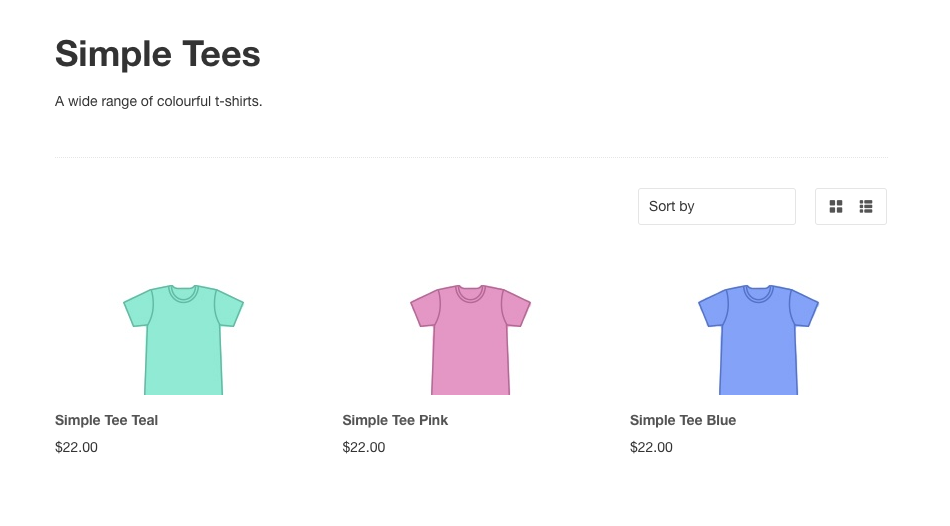 Simple Tees
A wide range of colourful t-shirts.
Sort by
Simple Tee Teal
Simple Tee Pink
Simple Tee Blue
$22.00
$22.00
$22.00